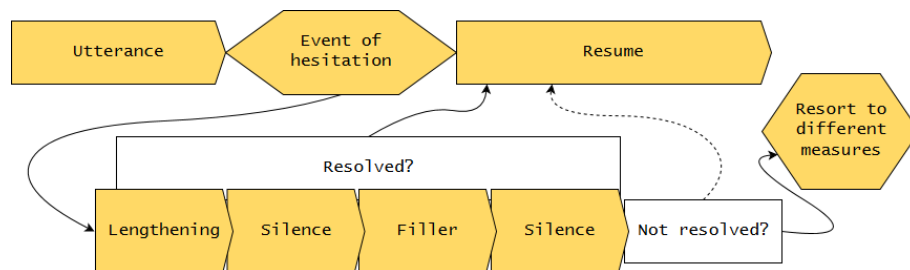 Utterance
Event of
hesitation
Resume
Resort to
different
measures
Resolved?
Lengthening
Silence
Filler
Silence
Not resolved?